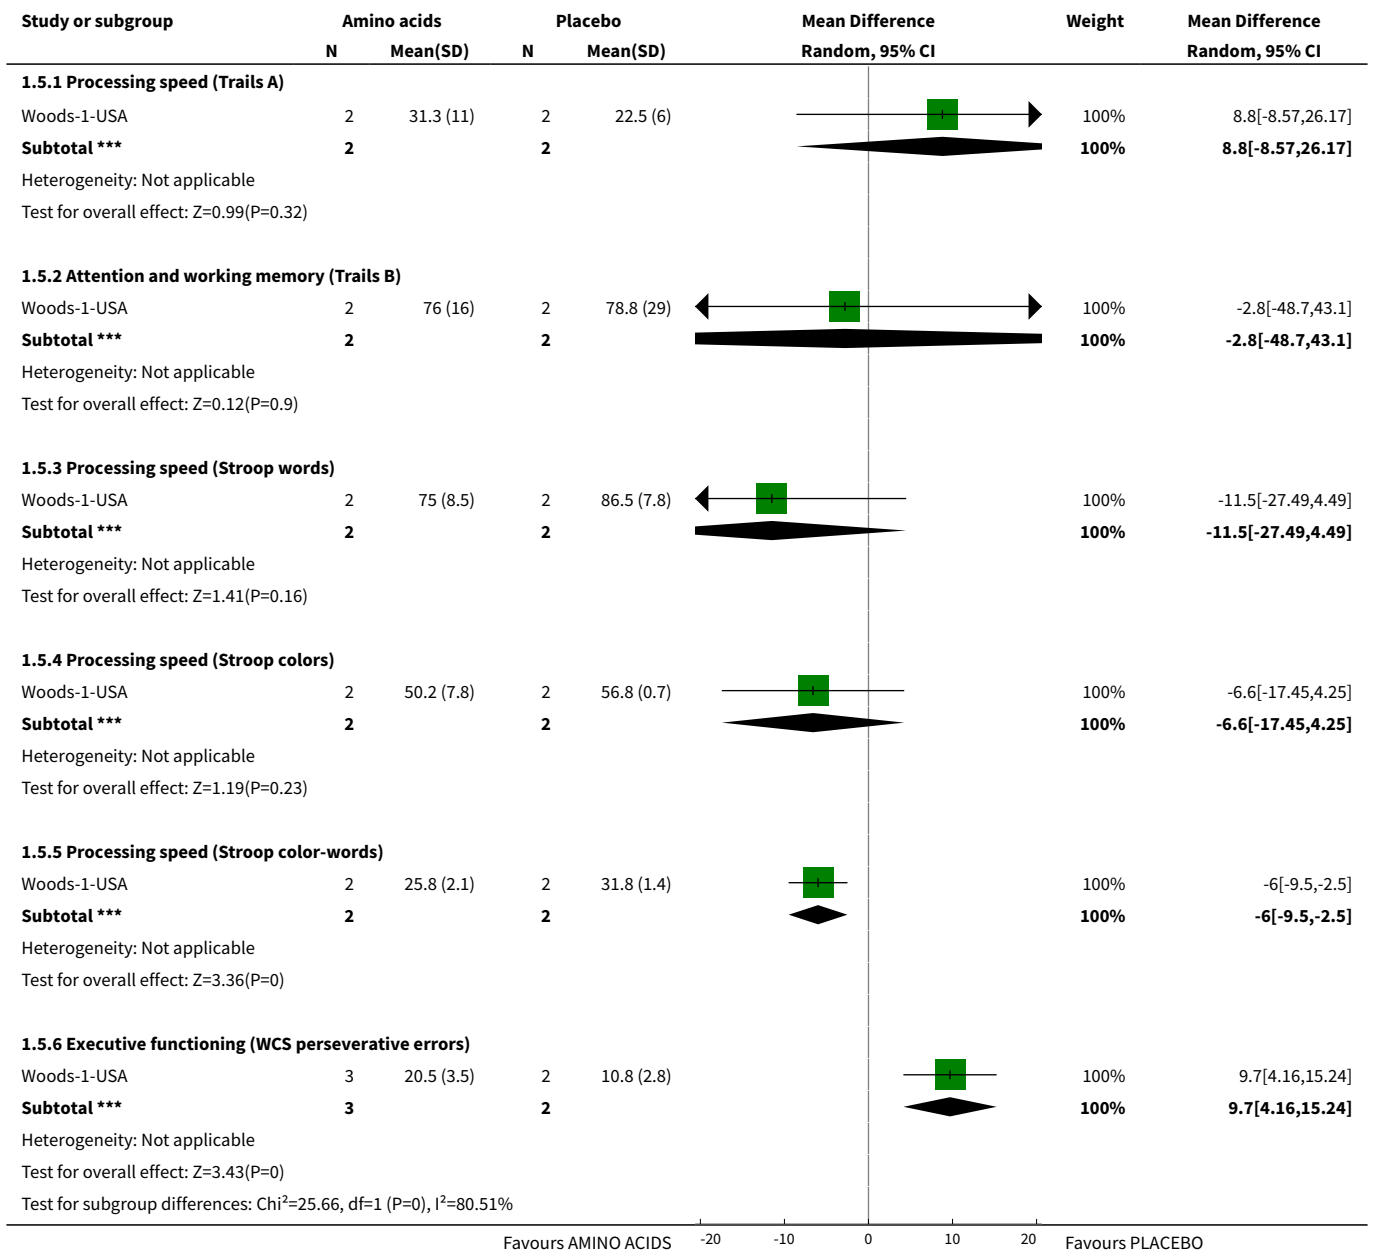 Study or subgroup Amino acids Placebo Mean Difference Weight Mean Difference
N Mean(SD) N Mean(SD) Random, 95% CI Random, 95% CI
1.5.1 Processing speed (Trails A)
Woods-1-USA 2 31.3 (11) 2 22.5 (6) 100% 8.8[-8.57,26.17]
Subtotal *** 2 2 100% 8.8[-8.57,26.17]
Heterogeneity: Not applicable
Test for overall effect: Z=0.99(P=0.32)
1.5.2 Attention and working memory (Trails B)
Woods-1-USA 2 76 (16) 2 78.8 (29) 100% -2.8[-48.7,43.1]
Subtotal *** 2 2 100% -2.8[-48.7,43.1]
Heterogeneity: Not applicable
Test for overall effect: Z=0.12(P=0.9)
1.5.3 Processing speed (Stroop words)
Woods-1-USA 2 75 (8.5) 2 86.5 (7.8) 100% -11.5[-27.49,4.49]
Subtotal *** 2 2 100% -11.5[-27.49,4.49]
Heterogeneity: Not applicable
Test for overall effect: Z=1.41(P=0.16)
1.5.4 Processing speed (Stroop colors)
Woods-1-USA 2 50.2 (7.8) 2 56.8 (0.7) 100% -6.6[-17.45,4.25]
Subtotal *** 2 2 100% -6.6[-17.45,4.25]
Heterogeneity: Not applicable
Test for overall effect: Z=1.19(P=0.23)
1.5.5 Processing speed (Stroop color-words)
Woods-1-USA 2 25.8 (2.1) 2 31.8 (1.4) 100% -6[-9.5,-2.5]
Subtotal *** 2 2 100% -6[-9.5,-2.5]
Heterogeneity: Not applicable
Test for overall effect: Z=3.36(P=0)
1.5.6 Executive functioning (WCS perseverative errors)
Woods-1-USA 3 20.5 (3.5) 2 10.8 (2.8) 100% 9.7[4.16,15.24]
Subtotal *** 3 2 100% 9.7[4.16,15.24]
Heterogeneity: Not applicable
Test for overall effect: Z=3.43(P=0)
Test for subgroup differences: Chi²=25.66, df=1 (P=0), I²=80.51%
Favours AMINO ACIDS -20 -10 0 10 20 Favours PLACEBO